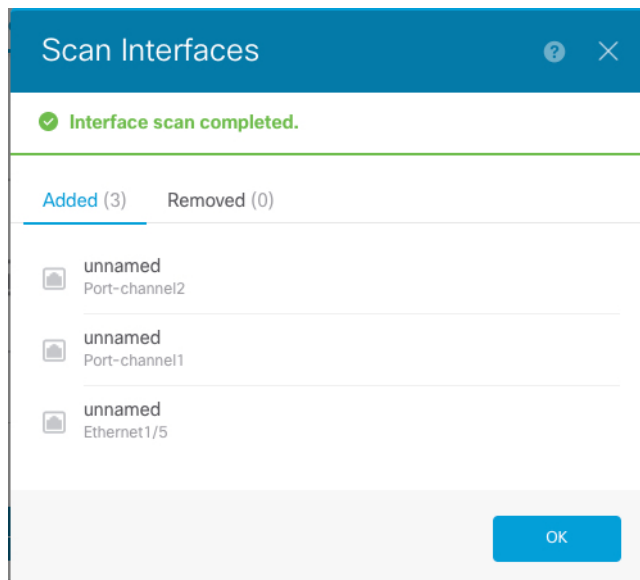 Scan Interfaces
Interface scan completed.
Added (3) Removed (0)
unnamed
Port-channel2
unnamed
Port-channel1
unnamed
Ethernet1/5
OK